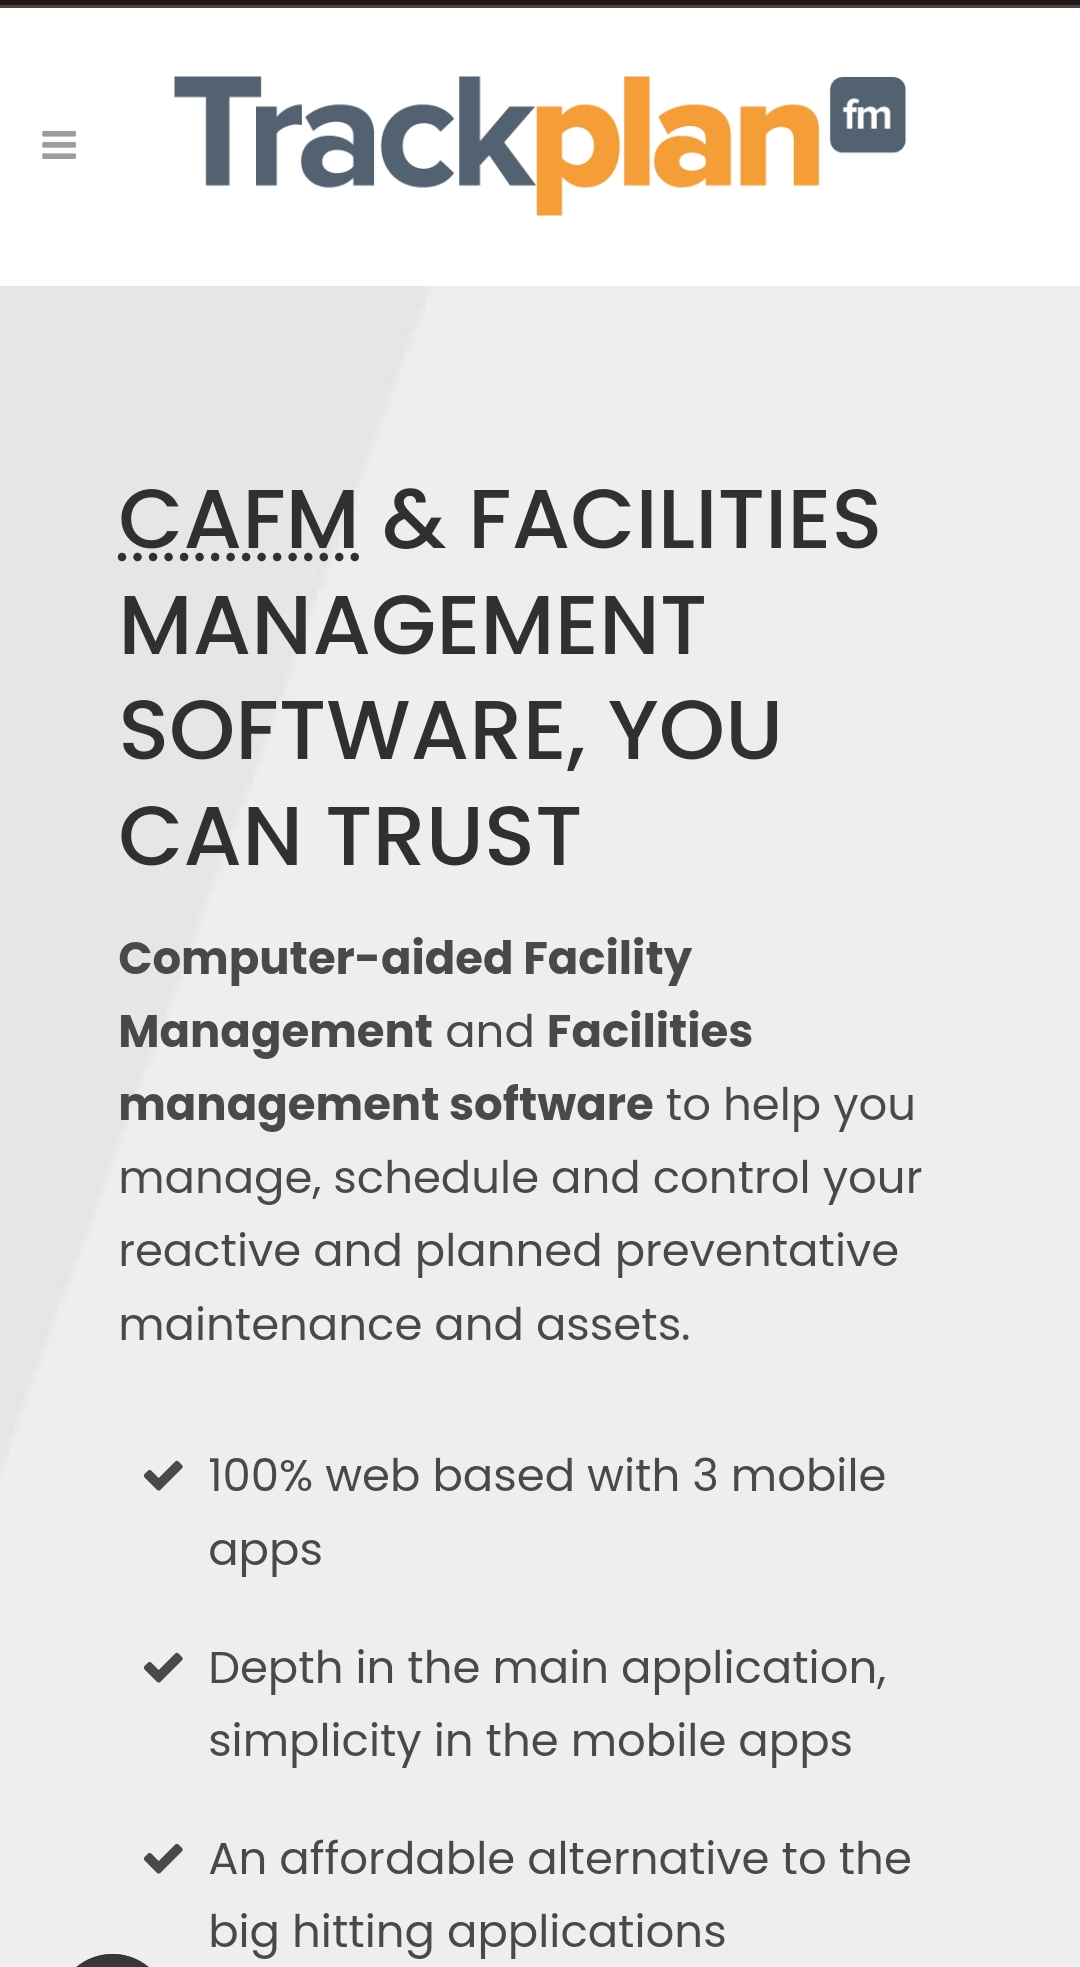 Trackplan fm
CAFM & FACILITIES
MANAGEMENT
SOFTWARE, YOU
CAN TRUST
Computer-aided Facility
Management and Facilities
management software to help you
manage, schedule and control your
reactive and planned preventative
maintenance and assets.
100% web based with 3 mobile
apps
Depth in the main application,
simplicity in the mobile apps
An affordable alternative to the
big hitting applications